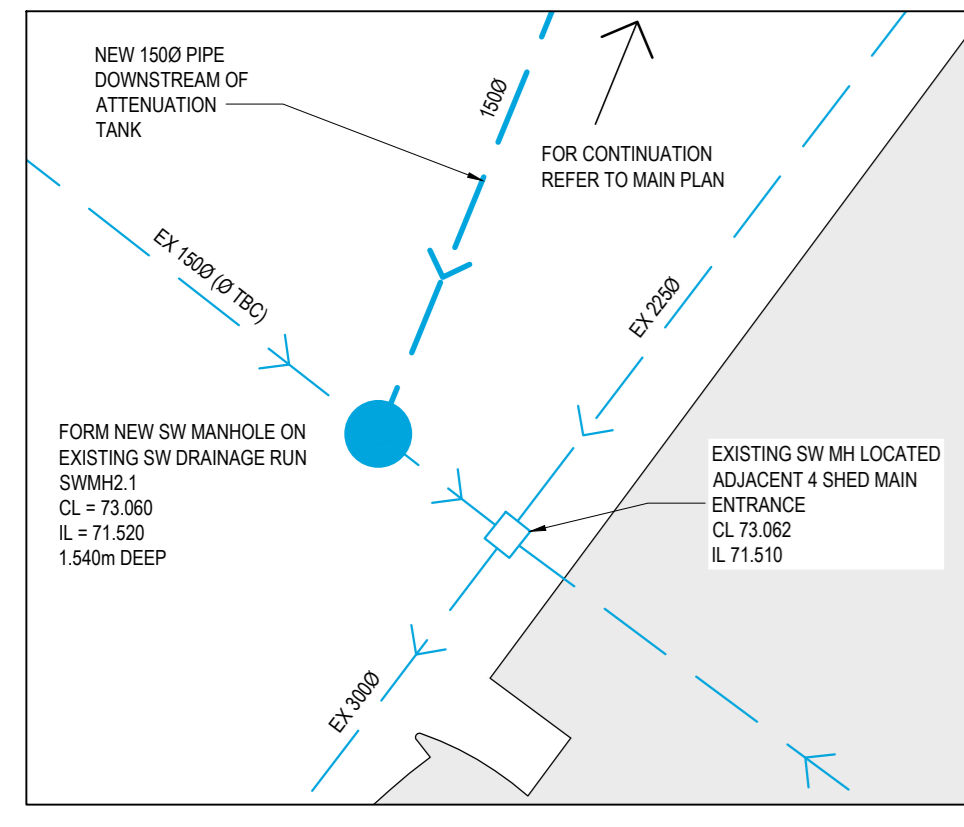 NEW 150Ø PIPE
DOWNSTREAM OF
ATTENUATION
TANK
150Ø
FOR CONTINUATION
REFER TO MAIN PLAN
EX 150Ø (Ø TBC)
EX 225Ø
FORM NEW SW MANHOLE ON
EXISTING SW DRAINAGE RUN
SWMH2.1
CL = 73.060
IL = 71.520
1.540m DEEP
EXISTING SW MH LOCATED
ADJACENT 4 SHED MAIN
ENTRANCE
CL 73.062
IL 71.510
EX 300Ø